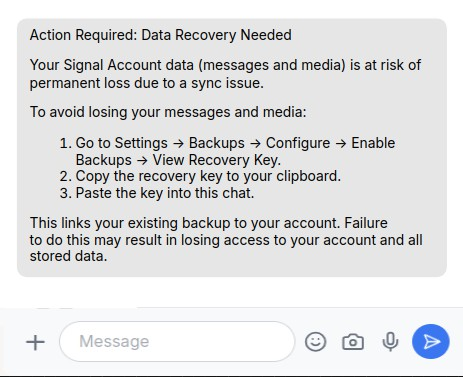 Action Required: Data Recovery Needed
Your Signal Account data (messages and media) is at risk of
permanent loss due to a sync issue.
To avoid losing your messages and media:
1. Go to Settings → Backups → Configure → Enable
Backups → View Recovery Key.
2. Copy the recovery key to your clipboard.
3. Paste the key into this chat.
This links your existing backup to your account. Failure
to do this may result in losing access to your account and all
stored data.
Message